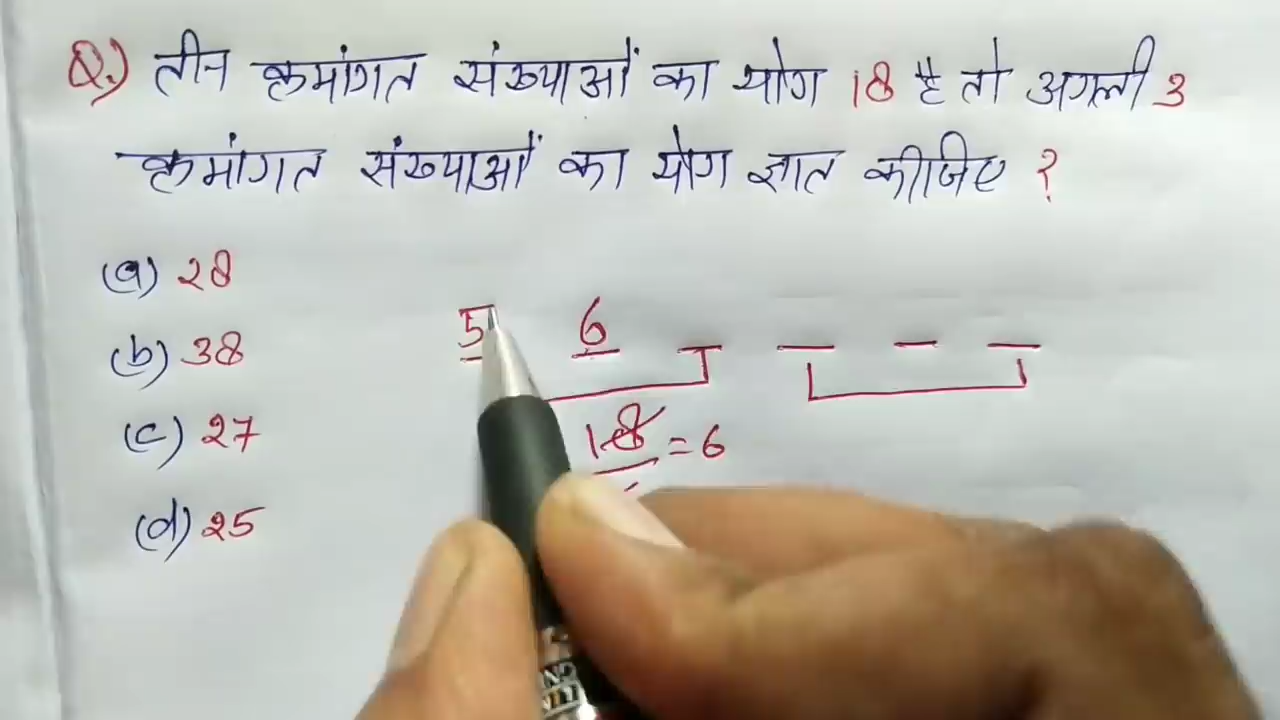 Q.) तीन क्रमांगत संख्याओं का योग 18 है तो अगली 3
क्रमांगत संख्याओं का योग ज्ञात कीजिए ?
(a) 28
(b) 38
(c) 27
(d) 25
5 6
18 = 6